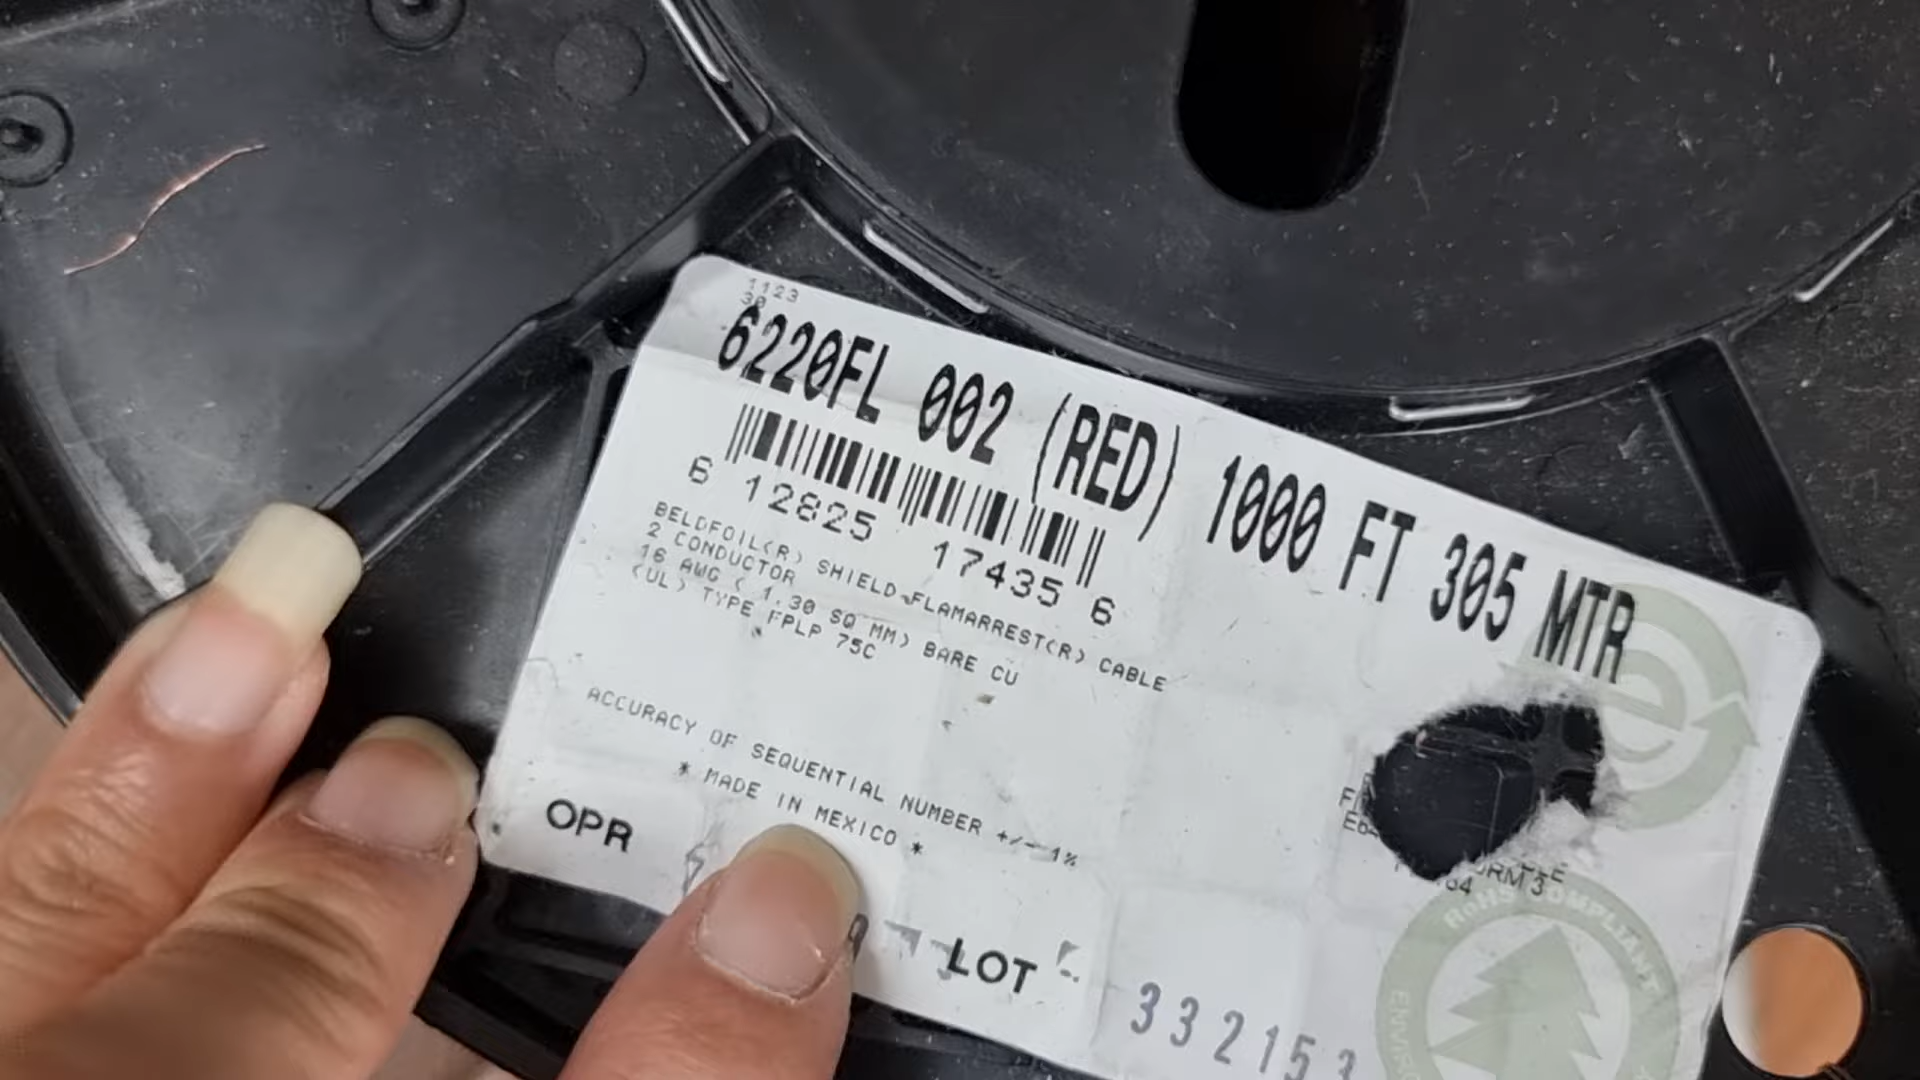 1123
30
6220FL 002 (RED) 1000 FT 305 MTR
6 12825 17435 6
BELDFOIL(R) SHIELD FLAMARREST(R) CABLE
2 CONDUCTOR
16 AWG ( 1.30 SQ MM) BARE CU
(UL) TYPE FPLP 75C
ACCURACY OF SEQUENTIAL NUMBER +/- 1%
* MADE IN MEXICO *
OPR
LOT
332153
RoHS COMPLIANT